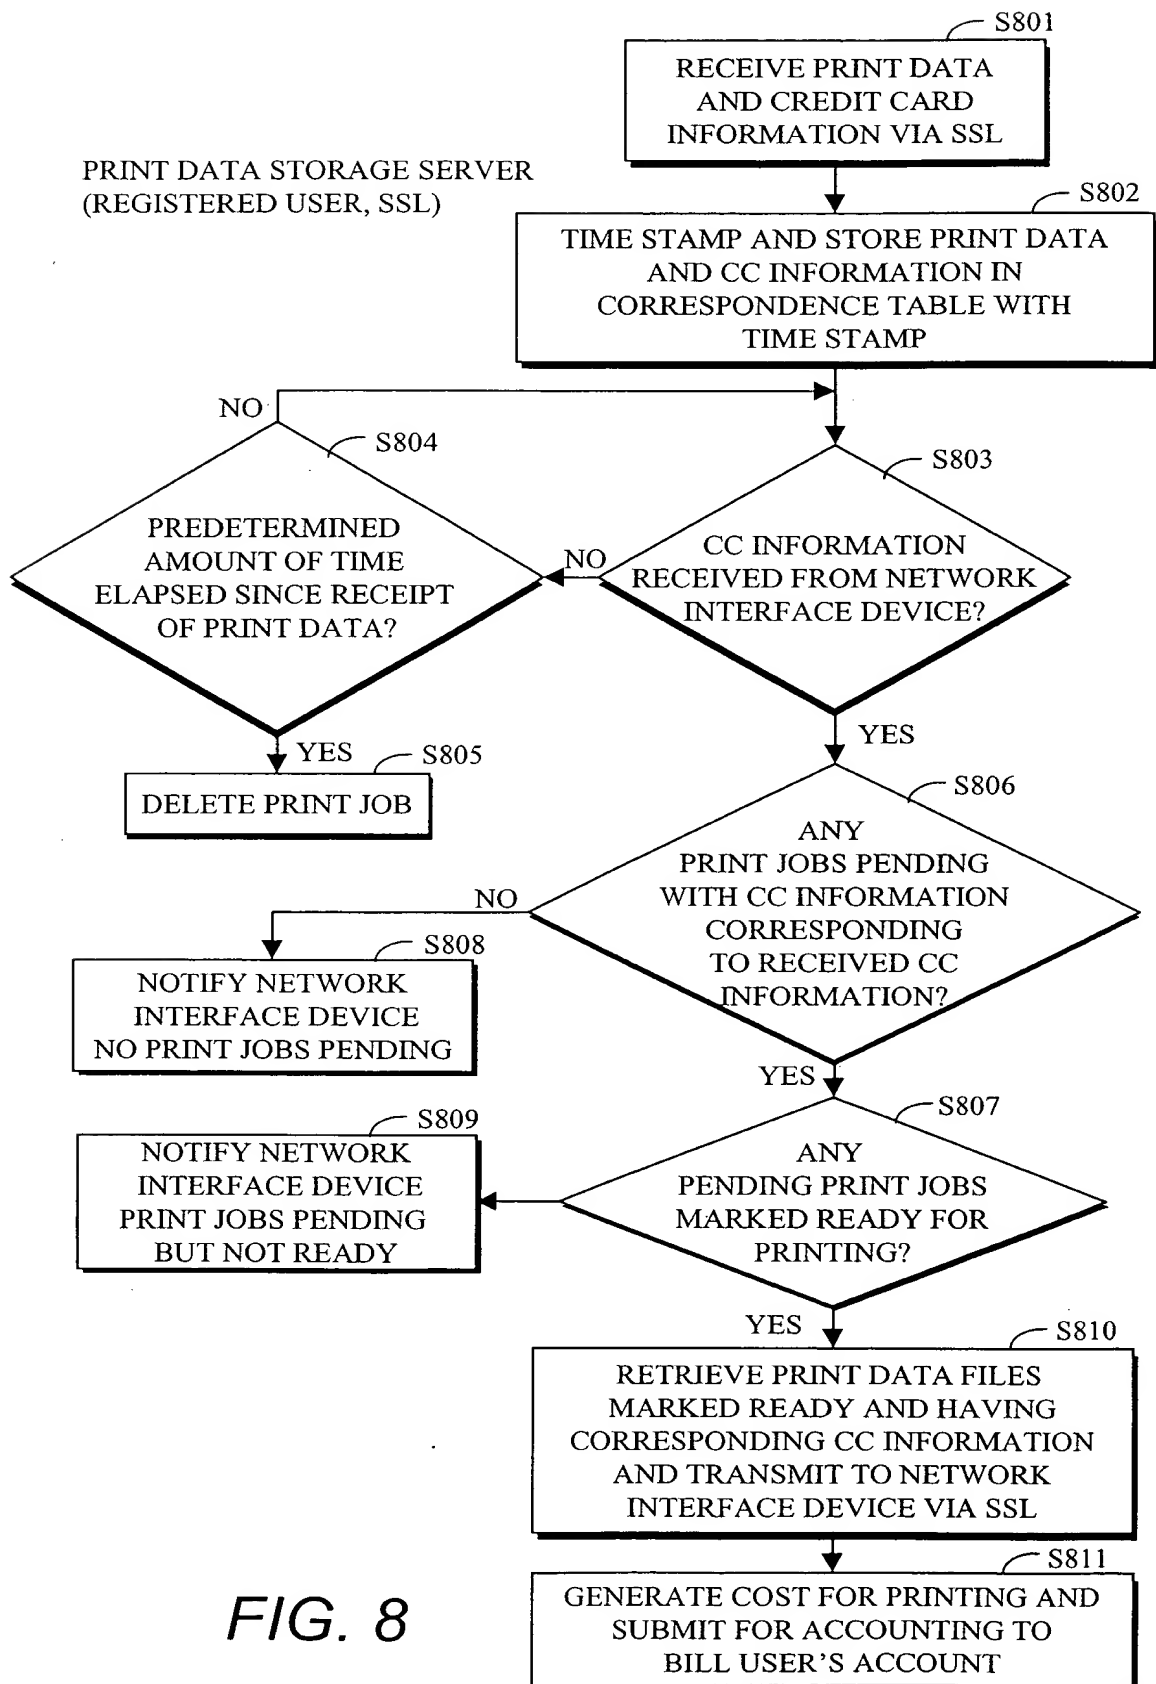 S801
RECEIVE PRINT DATA
AND CREDIT CARD
INFORMATION VIA SSL
PRINT DATA STORAGE SERVER
(REGISTERED USER, SSL)
S802
TIME STAMP AND STORE PRINT DATA
AND CC INFORMATION IN
CORRESPONDENCE TABLE WITH
TIME STAMP
NO
S804
PREDETERMINED
AMOUNT OF TIME
ELAPSED SINCE RECEIPT
OF PRINT DATA?
NO
S803
CC INFORMATION
RECEIVED FROM NETWORK
INTERFACE DEVICE?
YES
S805
DELETE PRINT JOB
YES
S806
ANY
PRINT JOBS PENDING
WITH CC INFORMATION
CORRESPONDING
TO RECEIVED CC
INFORMATION?
NO
S808
NOTIFY NETWORK
INTERFACE DEVICE
NO PRINT JOBS PENDING
YES
S807
ANY
PENDING PRINT JOBS
MARKED READY FOR
PRINTING?
S809
NOTIFY NETWORK
INTERFACE DEVICE
PRINT JOBS PENDING
BUT NOT READY
YES
S810
RETRIEVE PRINT DATA FILES
MARKED READY AND HAVING
CORRESPONDING CC INFORMATION
AND TRANSMIT TO NETWORK
INTERFACE DEVICE VIA SSL
S811
GENERATE COST FOR PRINTING AND
SUBMIT FOR ACCOUNTING TO
BILL USER'S ACCOUNT
FIG. 8